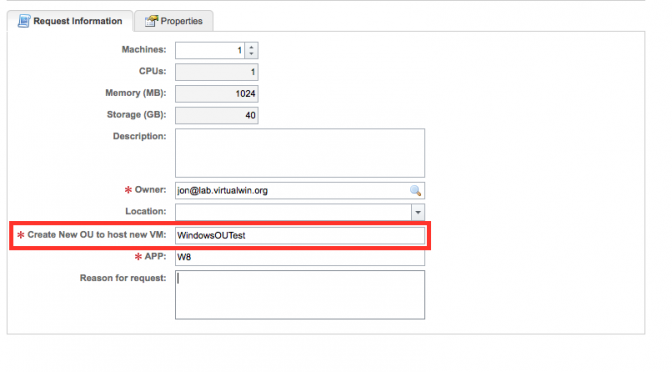 Request Information
Properties
Machines: 1
CPUs: 1
Memory (MB): 1024
Storage (GB): 40
Description:
* Owner: jon@lab.virtualwin.org
Location:
* Create New OU to host new VM: WindowsOUTest
* APP: W8
Reason for request: